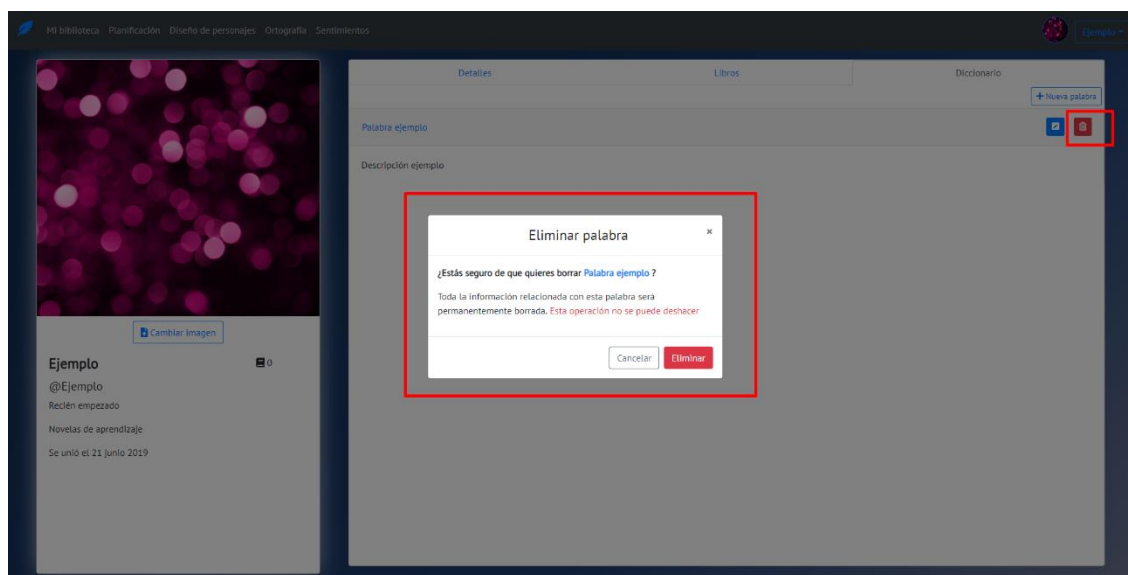 Mi biblioteca Planificación Diseño de personajes Ortografía Sentimientos
Ejemplo
Detalles
Libros
Diccionario
Nueva palabra
Palabra ejemplo
Descripción ejemplo
Eliminar palabra
¿Estás seguro de que quieres borrar Palabra ejemplo ?
Toda la información relacionada con esta palabra será
permanentemente borrada. Esta operación no se puede deshacer
Cancelar
Eliminar
Cambiar imagen
Ejemplo
0
@Ejemplo
Recién empezado
Novelas de aprendizaje
Se unió el 21 junio 2019